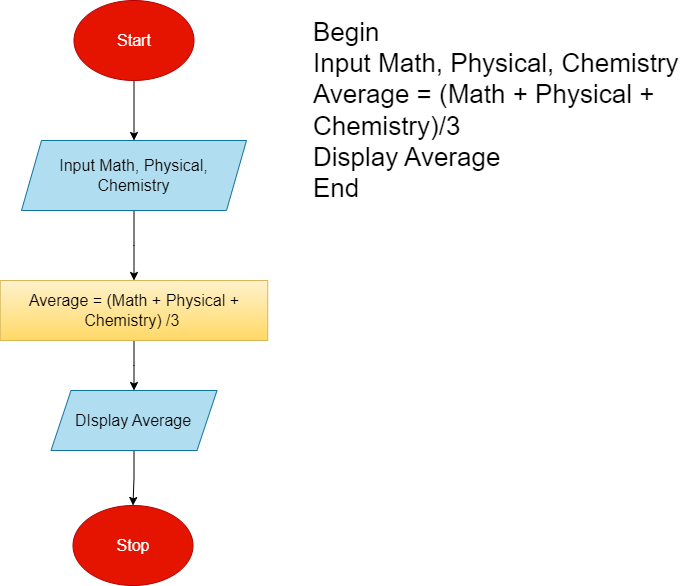 Start
Input Math, Physical,
Chemistry
Average = (Math + Physical +
Chemistry) /3
DIsplay Average
Stop
Begin
Input Math, Physical, Chemistry
Average = (Math + Physical +
Chemistry)/3
Display Average
End